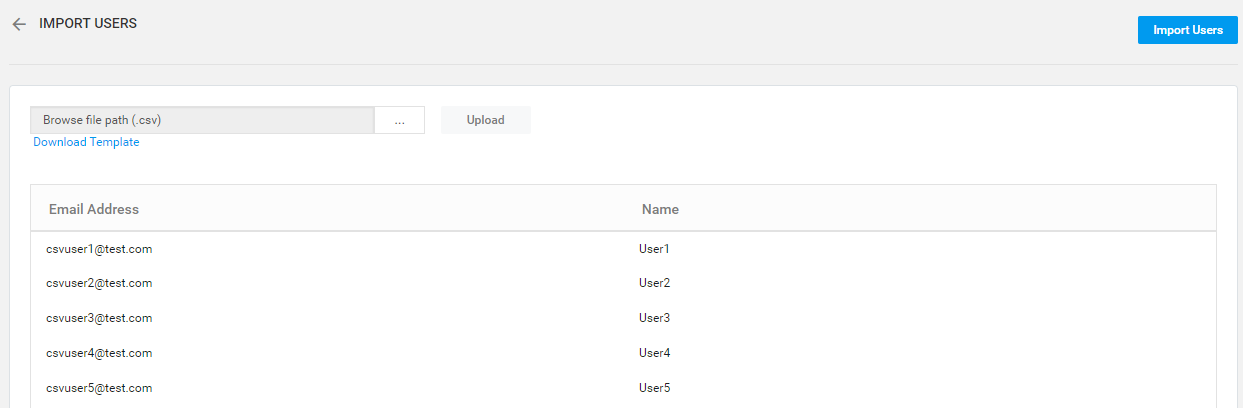 IMPORT USERS
Import Users
Browse file path (.csv) ... Upload
Download Template
Email Address Name
csvuser1@test.com User1
csvuser2@test.com User2
csvuser3@test.com User3
csvuser4@test.com User4
csvuser5@test.com User5